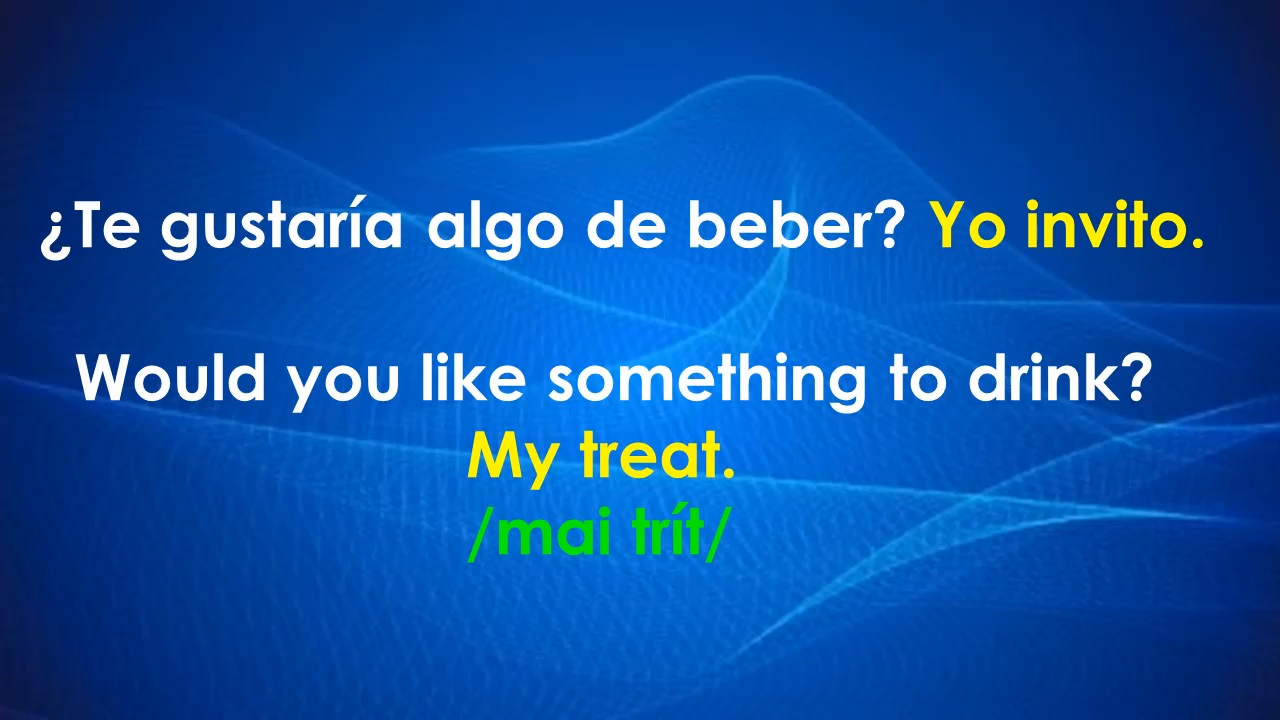 ¿Te gustaría algo de beber? Yo invito.
Would you like something to drink?
My treat.
/mai trít/